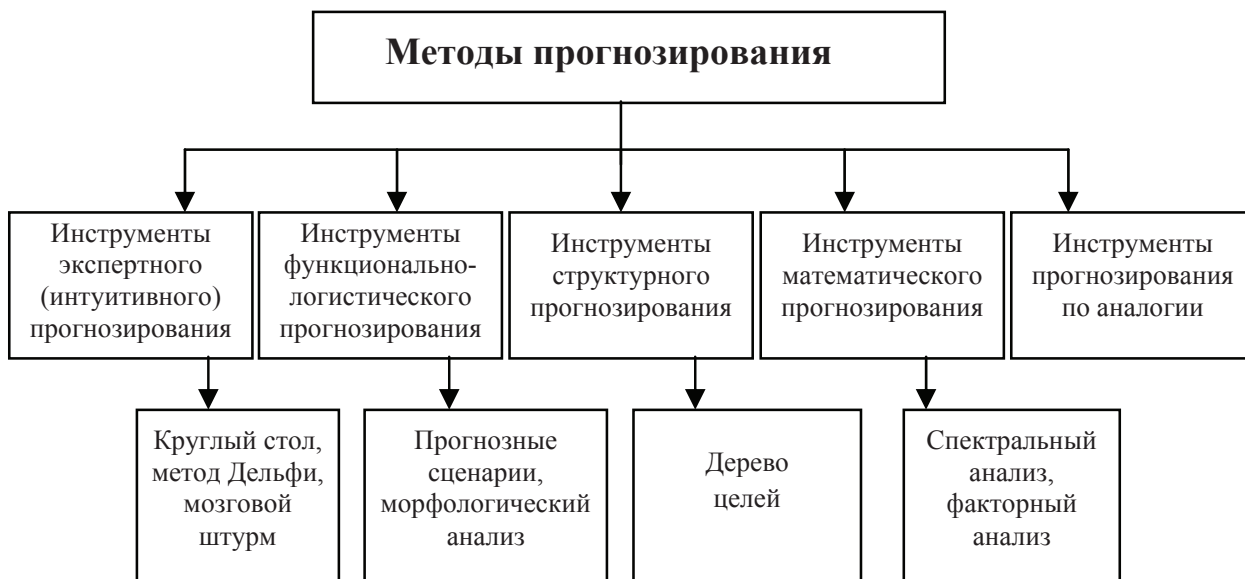 Методы прогнозирования
Инструменты
экспертного
(интуитивного)
прогнозирования
Инструменты
функционально-
логистического
прогнозирования
Инструменты
структурного
прогнозирования
Инструменты
математического
прогнозирования
Инструменты
прогнозирования
по аналогии
Круглый стол,
метод Дельфи,
мозговой
штурм
Прогнозные
сценарии,
морфологический
анализ
Дерево
целей
Спектральный
анализ,
факторный
анализ